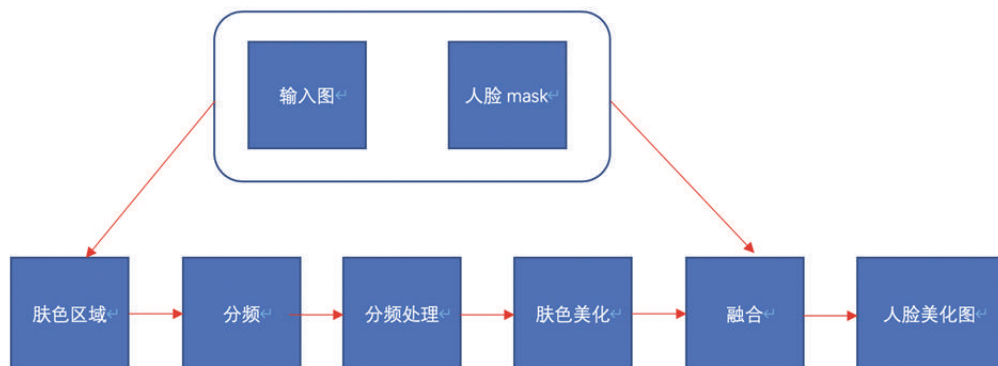 输入图
人脸 mask
肤色区域
分频
分频处理
肤色美化
融合
人脸美化图